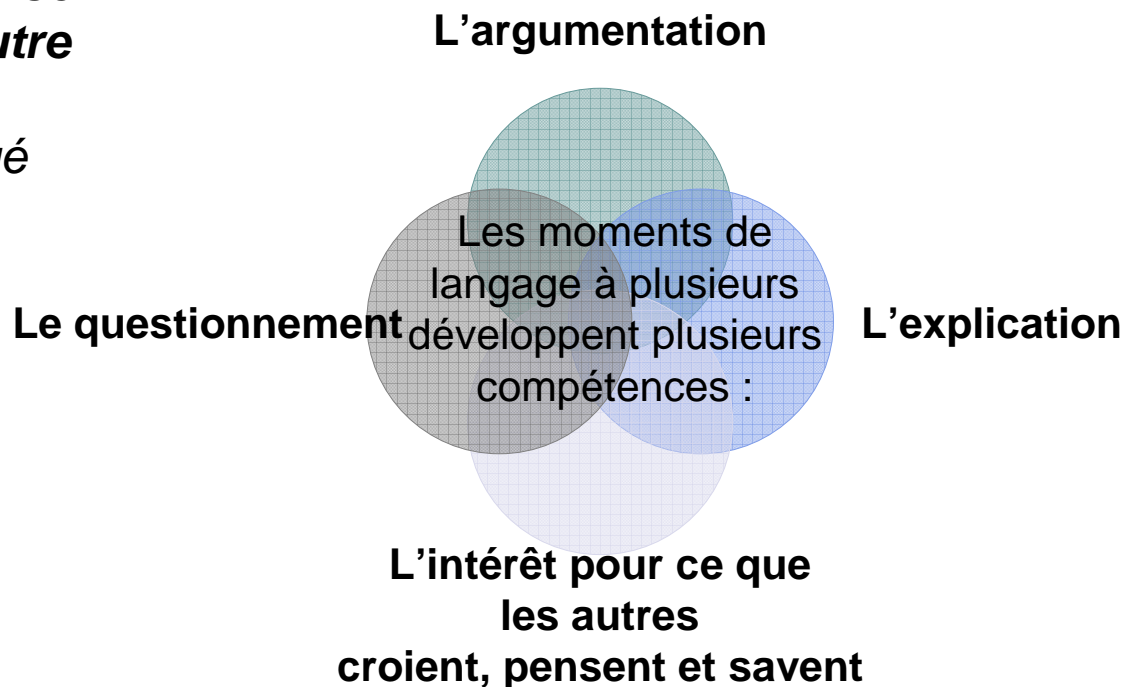 utre
é
L'argumentation
Les moments de
langage à plusieurs
développent plusieurs
compétences :
Le questionnement
L'explication
L'intérêt pour ce que
les autres
croient, pensent et savent